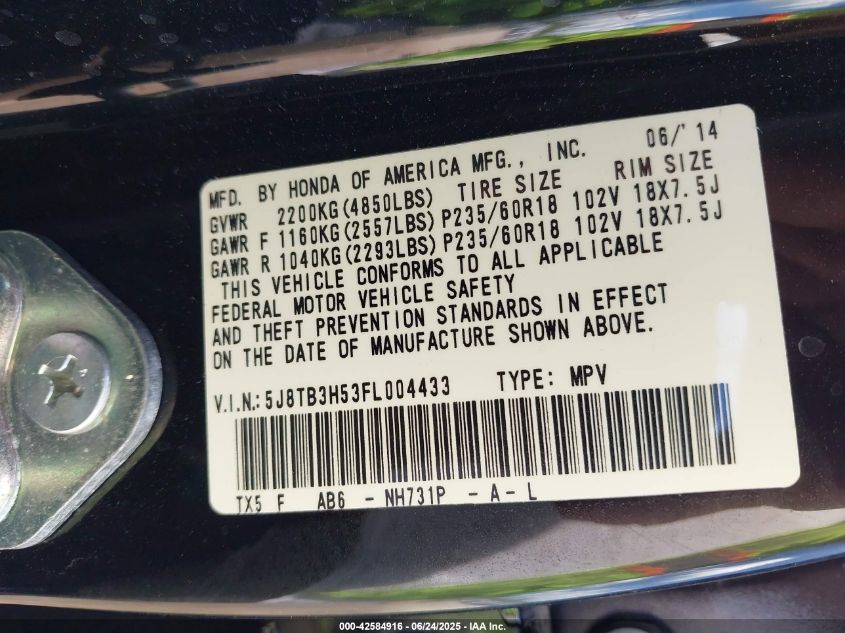 06/'14
MFD. BY HONDA OF AMERICA MFG., INC.
GVWR 2200KG(4850LBS) TIRE SIZE RIM SIZE
GAWR F 1160KG(2557LBS) P235/60R18 102V 18X7.5J
GAWR R 1040KG(2293LBS) P235/60R18 102V 18X7.5J
THIS VEHICLE CONFORMS TO ALL APPLICABLE
FEDERAL MOTOR VEHICLE SAFETY
AND THEFT PREVENTION STANDARDS IN EFFECT
ON THE DATE OF MANUFACTURE SHOWN ABOVE.
V.I.N.: 5J8TB3H53FL004433 TYPE: MPV
TX5 F AB6 - NH731P - A - L
000-42584916 - 06/24/2025 - IAA Inc.